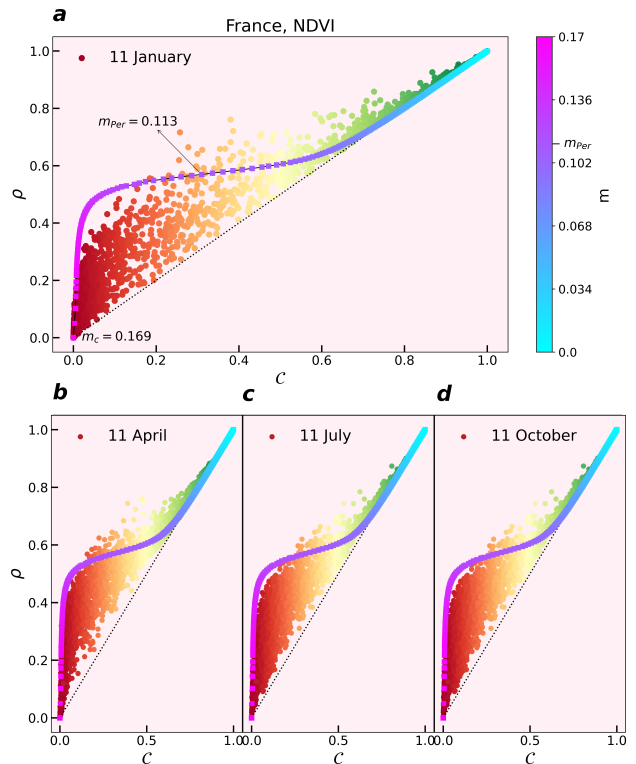 a
France, NDVI
11 January
m_Per = 0.113
m_c = 0.169
ρ
1.0
0.8
0.6
0.4
0.2
0.0
0.0 0.2 0.4 0.6 0.8 1.0
𝒞
0.17
0.136
m_Per
0.102
0.068
0.034
0.0
m
b c d
11 April 11 July 11 October
ρ
1.0
0.8
0.6
0.4
0.2
0.0
0.0 0.5 1.0 0.0 0.5 1.0 0.0 0.5 1.0
𝒞 𝒞 𝒞